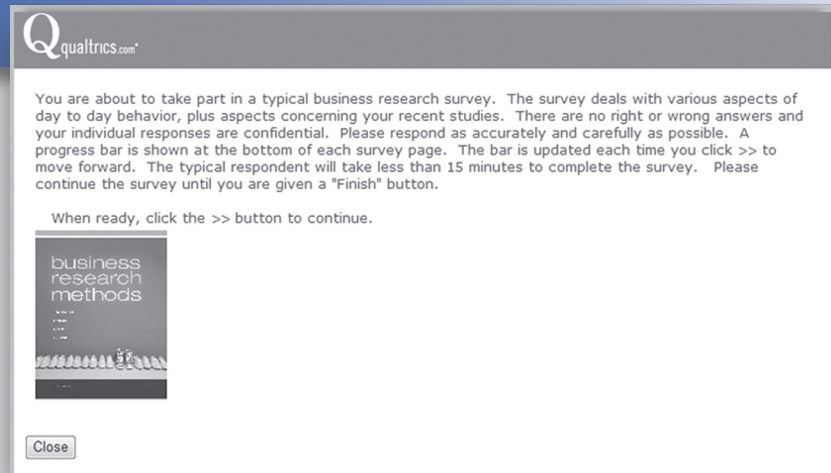 Qualtrics.com
You are about to take part in a typical business research survey. The survey deals with various aspects of
day to day behavior, plus aspects concerning your recent studies. There are no right or wrong answers and
your individual responses are confidential. Please respond as accurately and carefully as possible. A
progress bar is shown at the bottom of each survey page. The bar is updated each time you click >> to
move forward. The typical respondent will take less than 15 minutes to complete the survey. Please
continue the survey until you are given a "Finish" button.
When ready, click the >> button to continue.
business
research
methods
Close